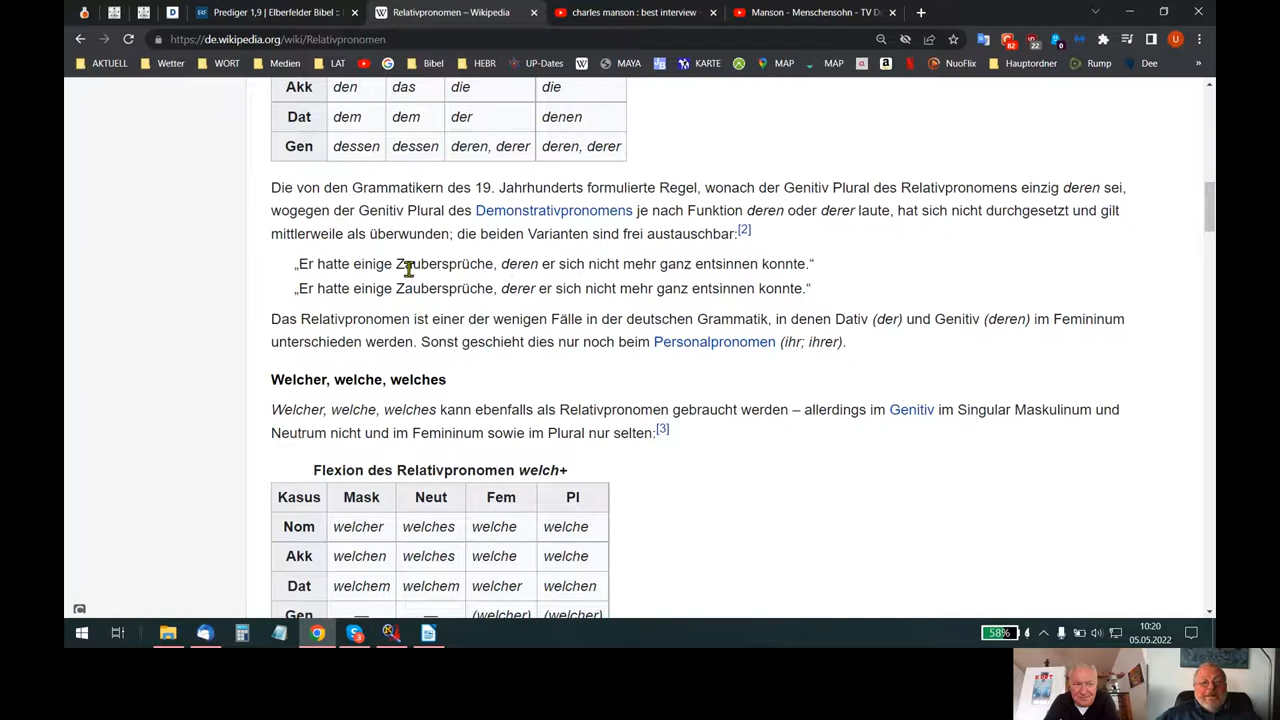 Prediger 1,9 | Elberfelder Bibel ::
Relativpronomen – Wikipedia
charles manson : best interview -
Manson - Menschensohn - TV D
https://de.wikipedia.org/wiki/Relativpronomen
82
22
0
U
AKTUELL
Wetter
WORT
Medien
LAT
Bibel
HEBR
UP-Dates
W
MAYA
KARTE
MAP
MAP
a
NuoFlix
Hauptordner
Rump
Dee
Akk den das die die
Dat dem dem der denen
Gen dessen dessen deren, derer deren, derer
Die von den Grammatikern des 19. Jahrhunderts formulierte Regel, wonach der Genitiv Plural des Relativpronomens einzig deren sei,
wogegen der Genitiv Plural des Demonstrativpronomens je nach Funktion deren oder derer laute, hat sich nicht durchgesetzt und gilt
mittlerweile als überwunden; die beiden Varianten sind frei austauschbar:[2]
„Er hatte einige Zaubersprüche, deren er sich nicht mehr ganz entsinnen konnte.“
„Er hatte einige Zaubersprüche, derer er sich nicht mehr ganz entsinnen konnte.“
Das Relativpronomen ist einer der wenigen Fälle in der deutschen Grammatik, in denen Dativ (der) und Genitiv (deren) im Femininum
unterschieden werden. Sonst geschieht dies nur noch beim Personalpronomen (ihr; ihrer).
Welcher, welche, welches
Welcher, welche, welches kann ebenfalls als Relativpronomen gebraucht werden – allerdings im Genitiv im Singular Maskulinum und
Neutrum nicht und im Femininum sowie im Plural nur selten:[3]
Flexion des Relativpronomen welch+
Kasus Mask Neut Fem Pl
Nom welcher welches welche welche
Akk welchen welches welche welche
Dat welchem welchem welcher welchen
Gen — — (welcher) (welcher)
58%
10:20
05.05.2022